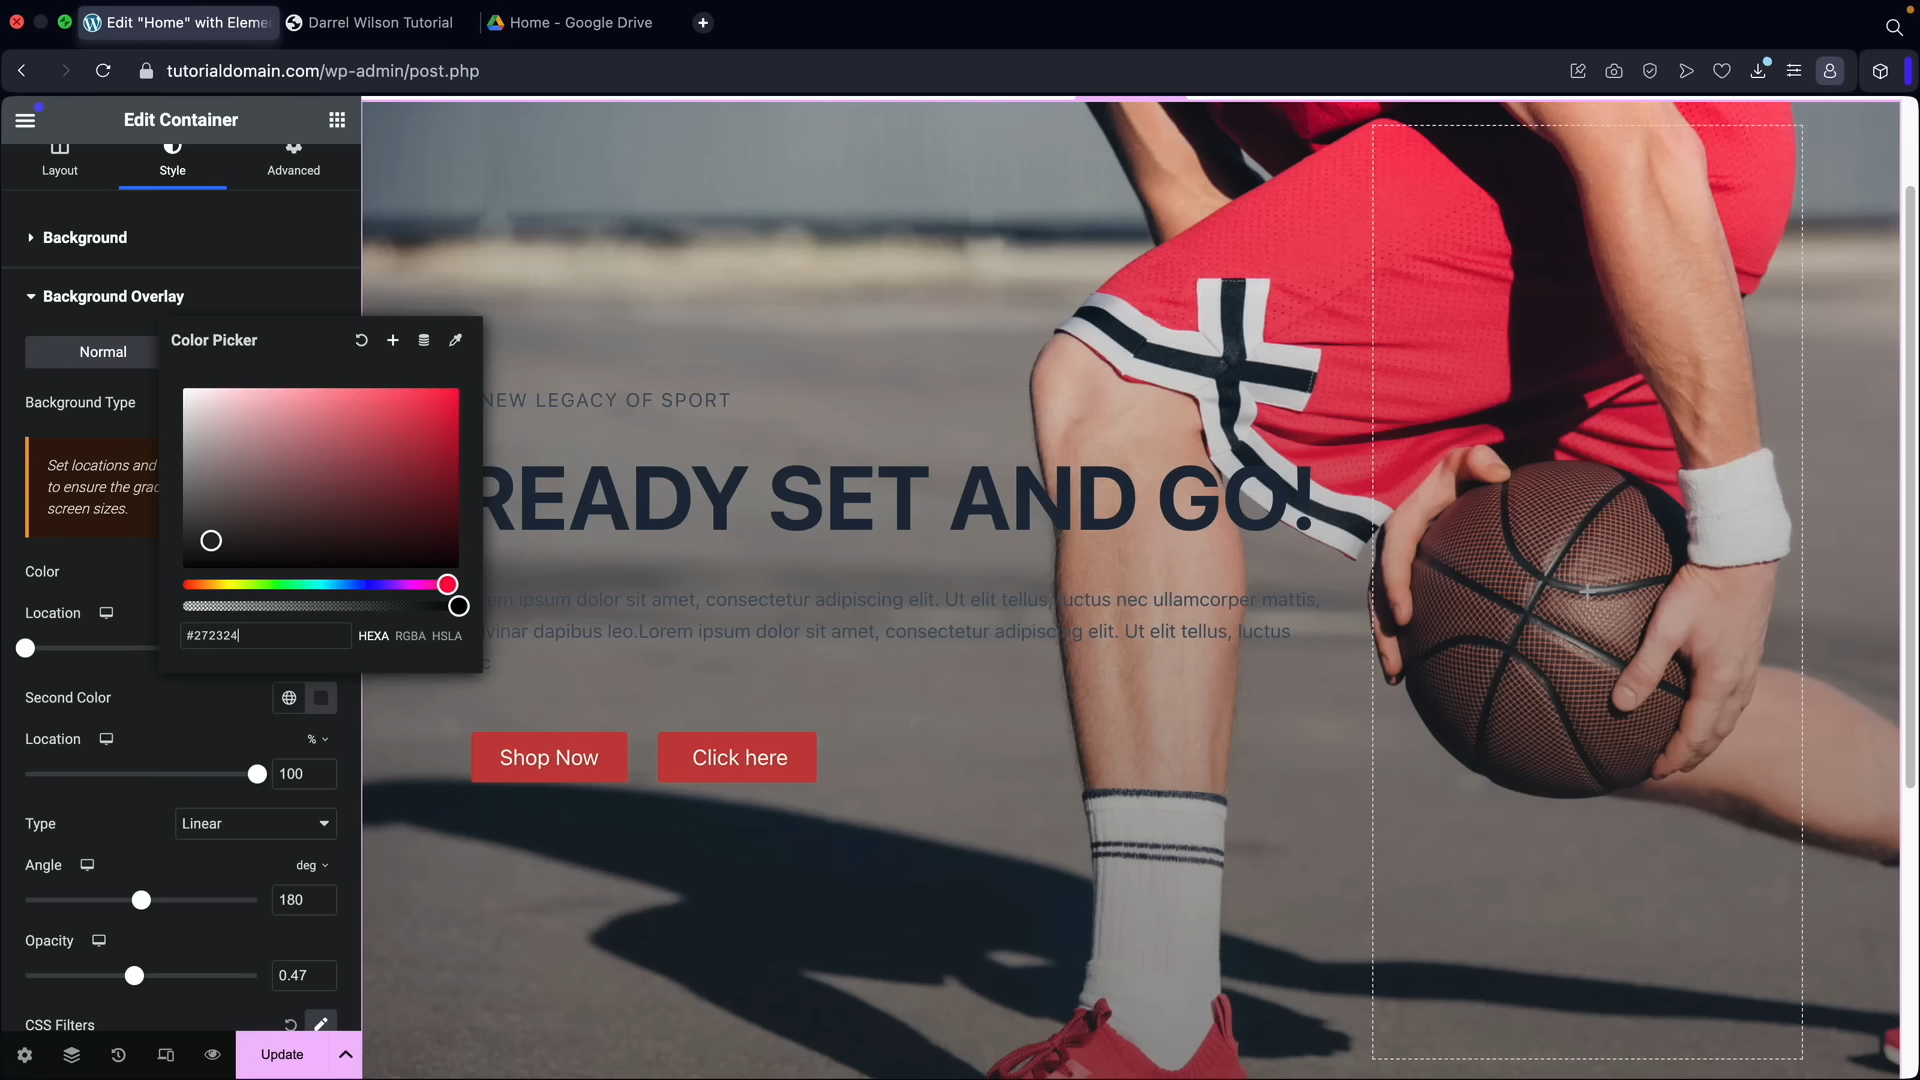 Edit "Home" with Eleme
Darrel Wilson Tutorial
Home - Google Drive
tutorialdomain.com/wp-admin/post.php
Edit Container
Layout
Style
Advanced
Background
Background Overlay
Normal
Background Type
Set locations and
to ensure the grad
screen sizes.
Color
Location
Color Picker
#272324
HEXA
RGBA
HSLA
Second Color
Location
%
100
Type
Linear
Angle
deg
180
Opacity
0.47
CSS Filters
Update
NEW LEGACY OF SPORT
READY SET AND GO!
em ipsum dolor sit amet, consectetur adipiscing elit. Ut elit tellus, luctus nec ullamcorper mattis,
vinar dapibus leo.Lorem ipsum dolor sit amet, consectetur adipiscing elit. Ut elit tellus, luctus
c
Shop Now
Click here